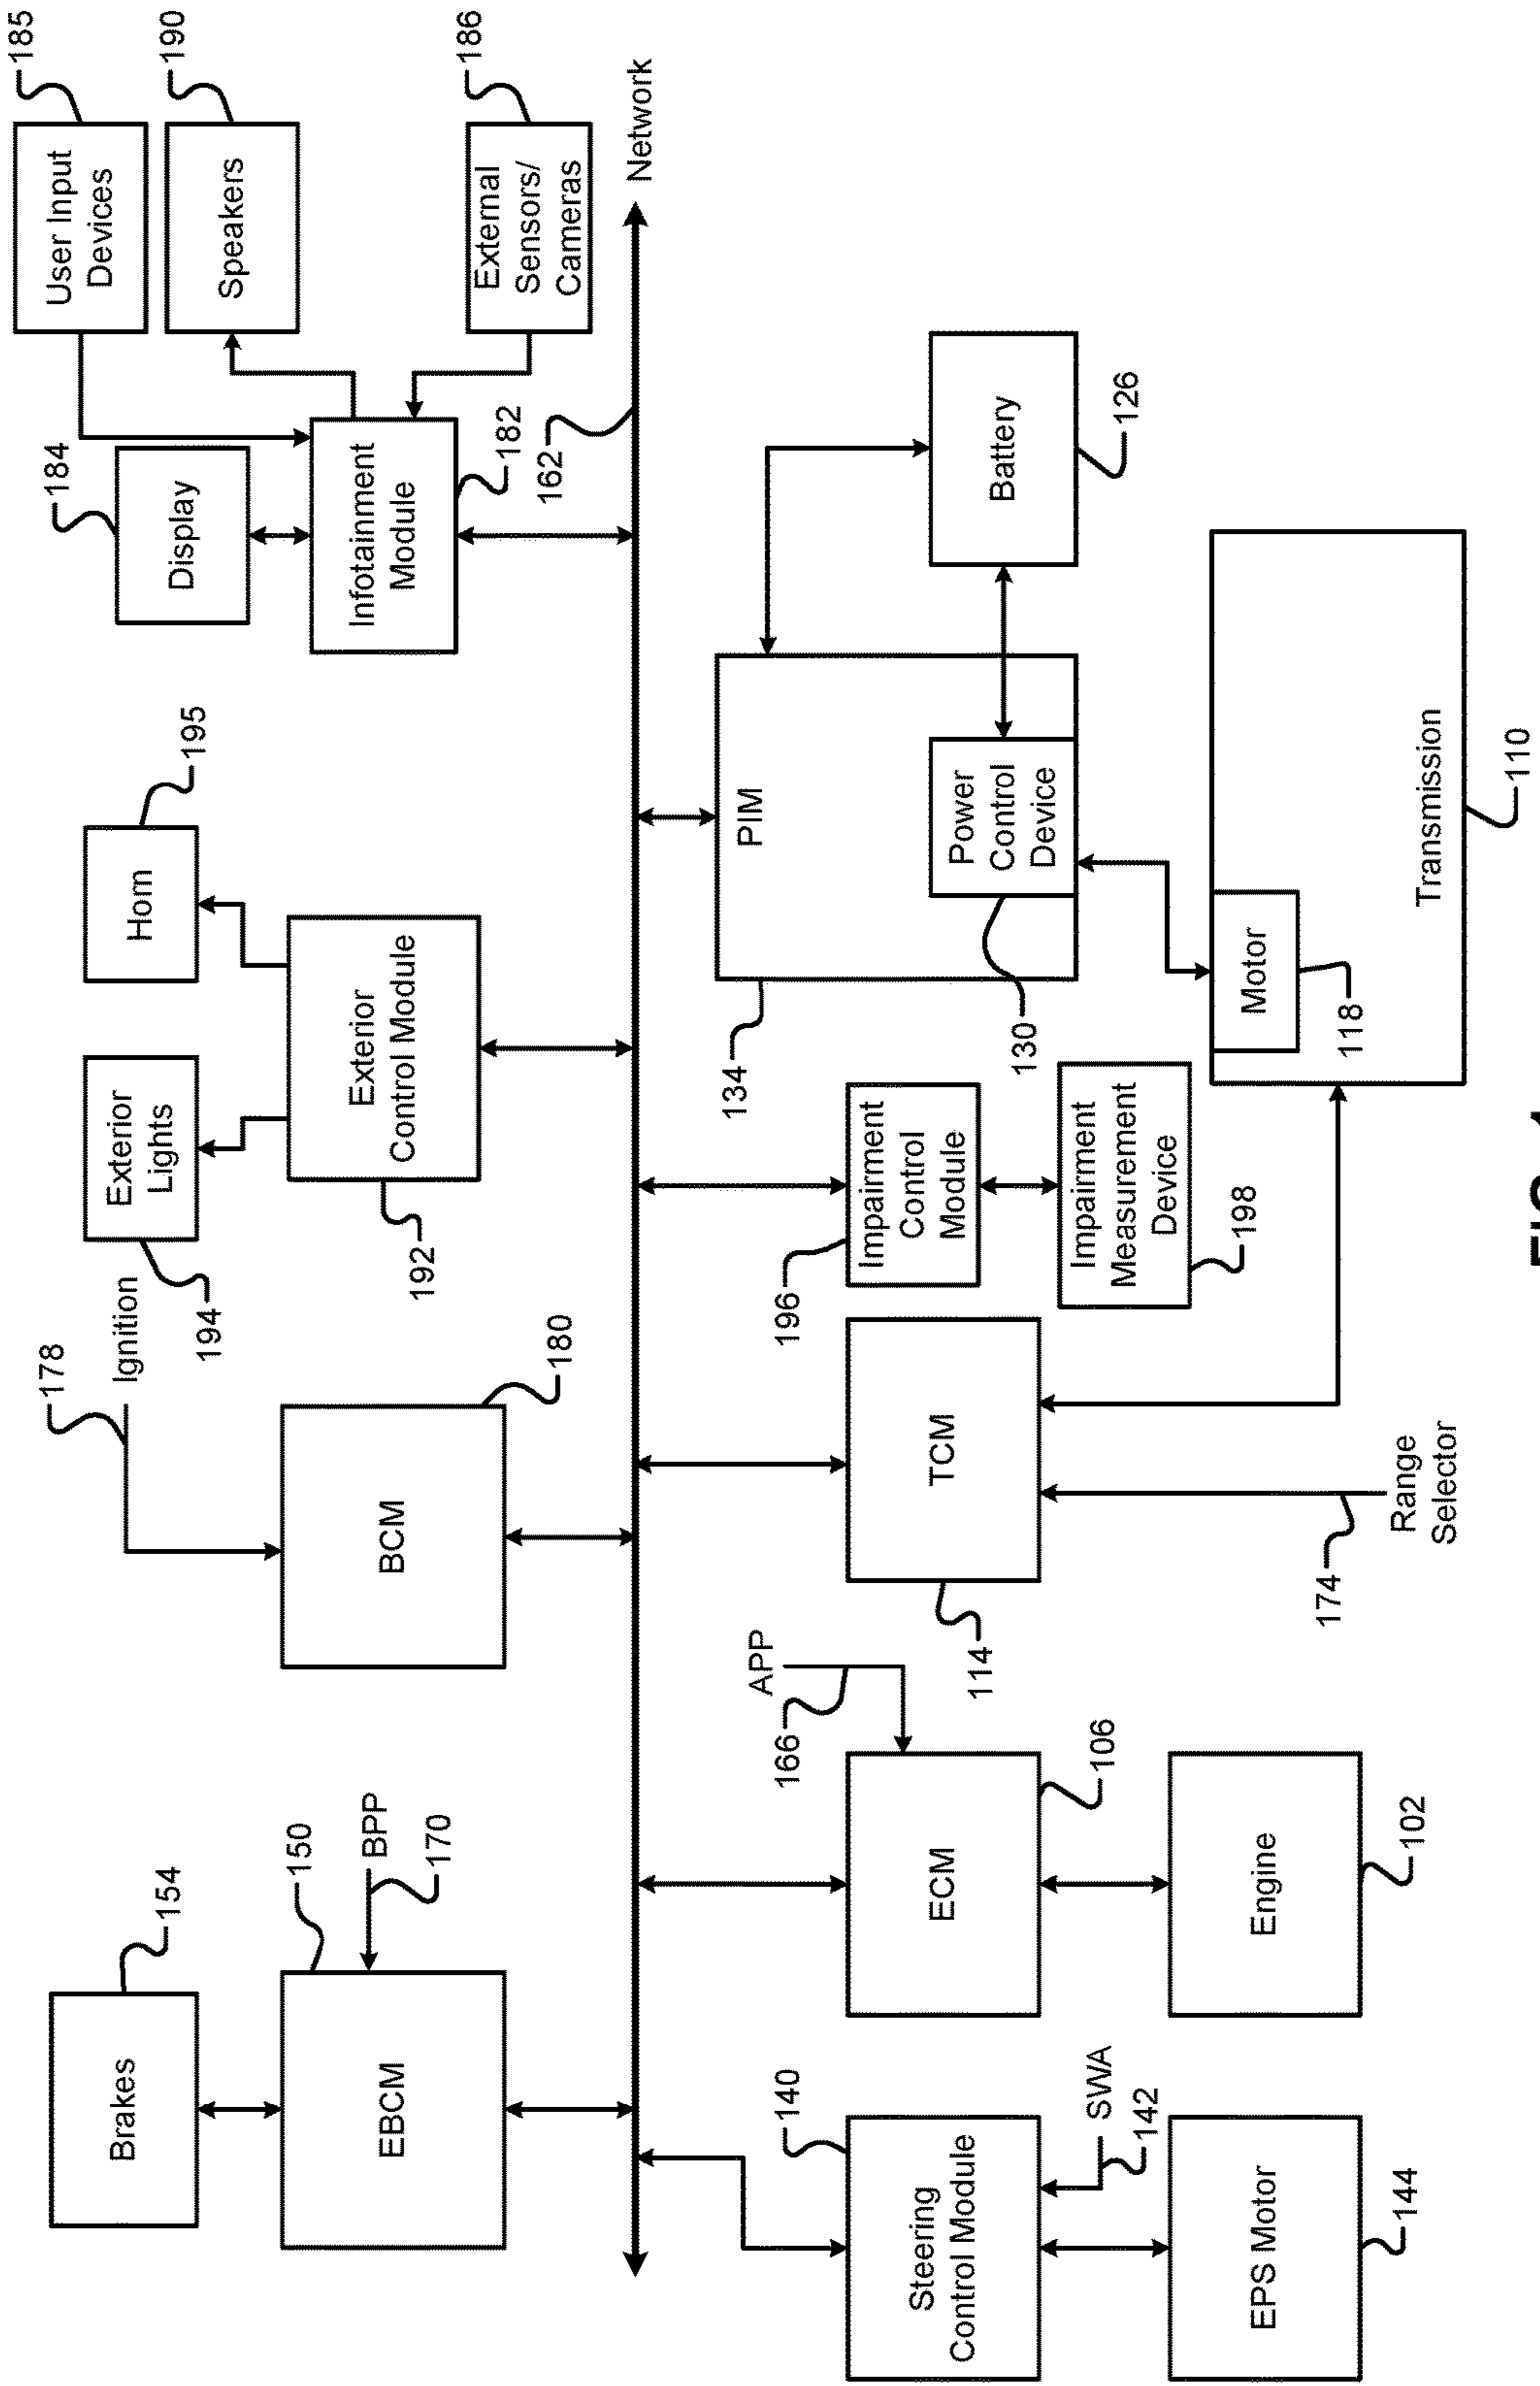 Brakes
154
EBCM
150
BPP
170
178
Ignition
BCM
180
Exterior
Lights
194
Horn
195
Exterior
Control Module
192
184
Display
User Input
Devices
185
Speakers
190
Infotainment
Module
182
External
Sensors/
Cameras
186
162
Network
140
Steering
Control Module
SWA
142
EPS Motor
144
APP
166
ECM
106
Engine
102
TCM
114
174
Range
Selector
196
Impairment
Control
Module
Impairment
Measurement
Device
198
134
PIM
Power
Control
Device
130
Battery
126
Motor
118
Transmission
110
FIG. 1